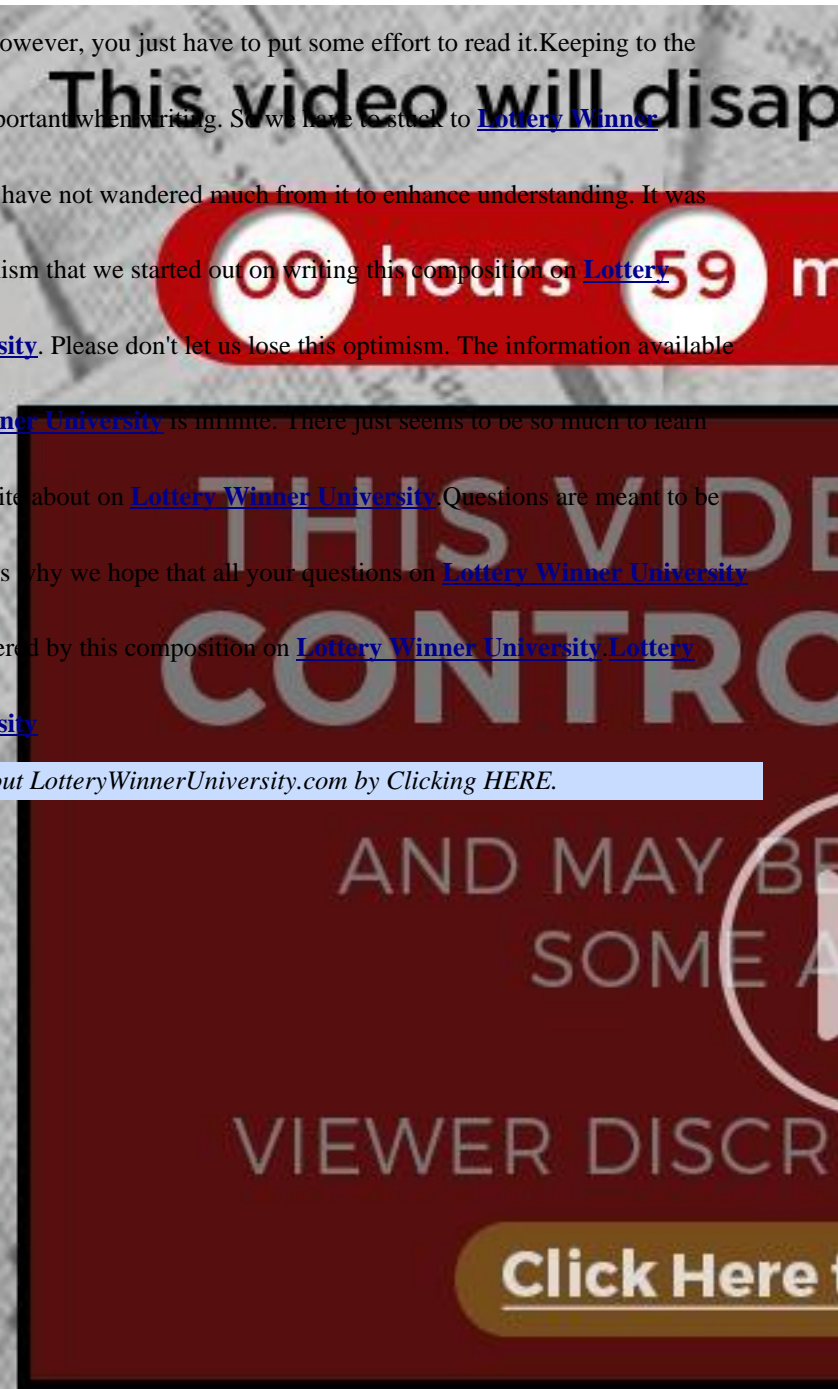 owever, you just have to put some effort to read it.Keeping to the
This video will disap
portant when writing. So we have to stuck to Lottery Winner
have not wandered much from it to enhance understanding. It was
00 hours 59 m
ism that we started out on writing this composition on Lottery
sity. Please don't let us lose this optimism. The information available
ner University is infinite. There just seems to be so much to learn
THIS VIDE
ite about on Lottery Winner University.Questions are meant to be
s why we hope that all your questions on Lottery Winner University
CONTRO
ered by this composition on Lottery Winner University.Lottery
sity
out LotteryWinnerUniversity.com by Clicking HERE.
AND MAY BE
SOME A
VIEWER DISCR
Click Here t